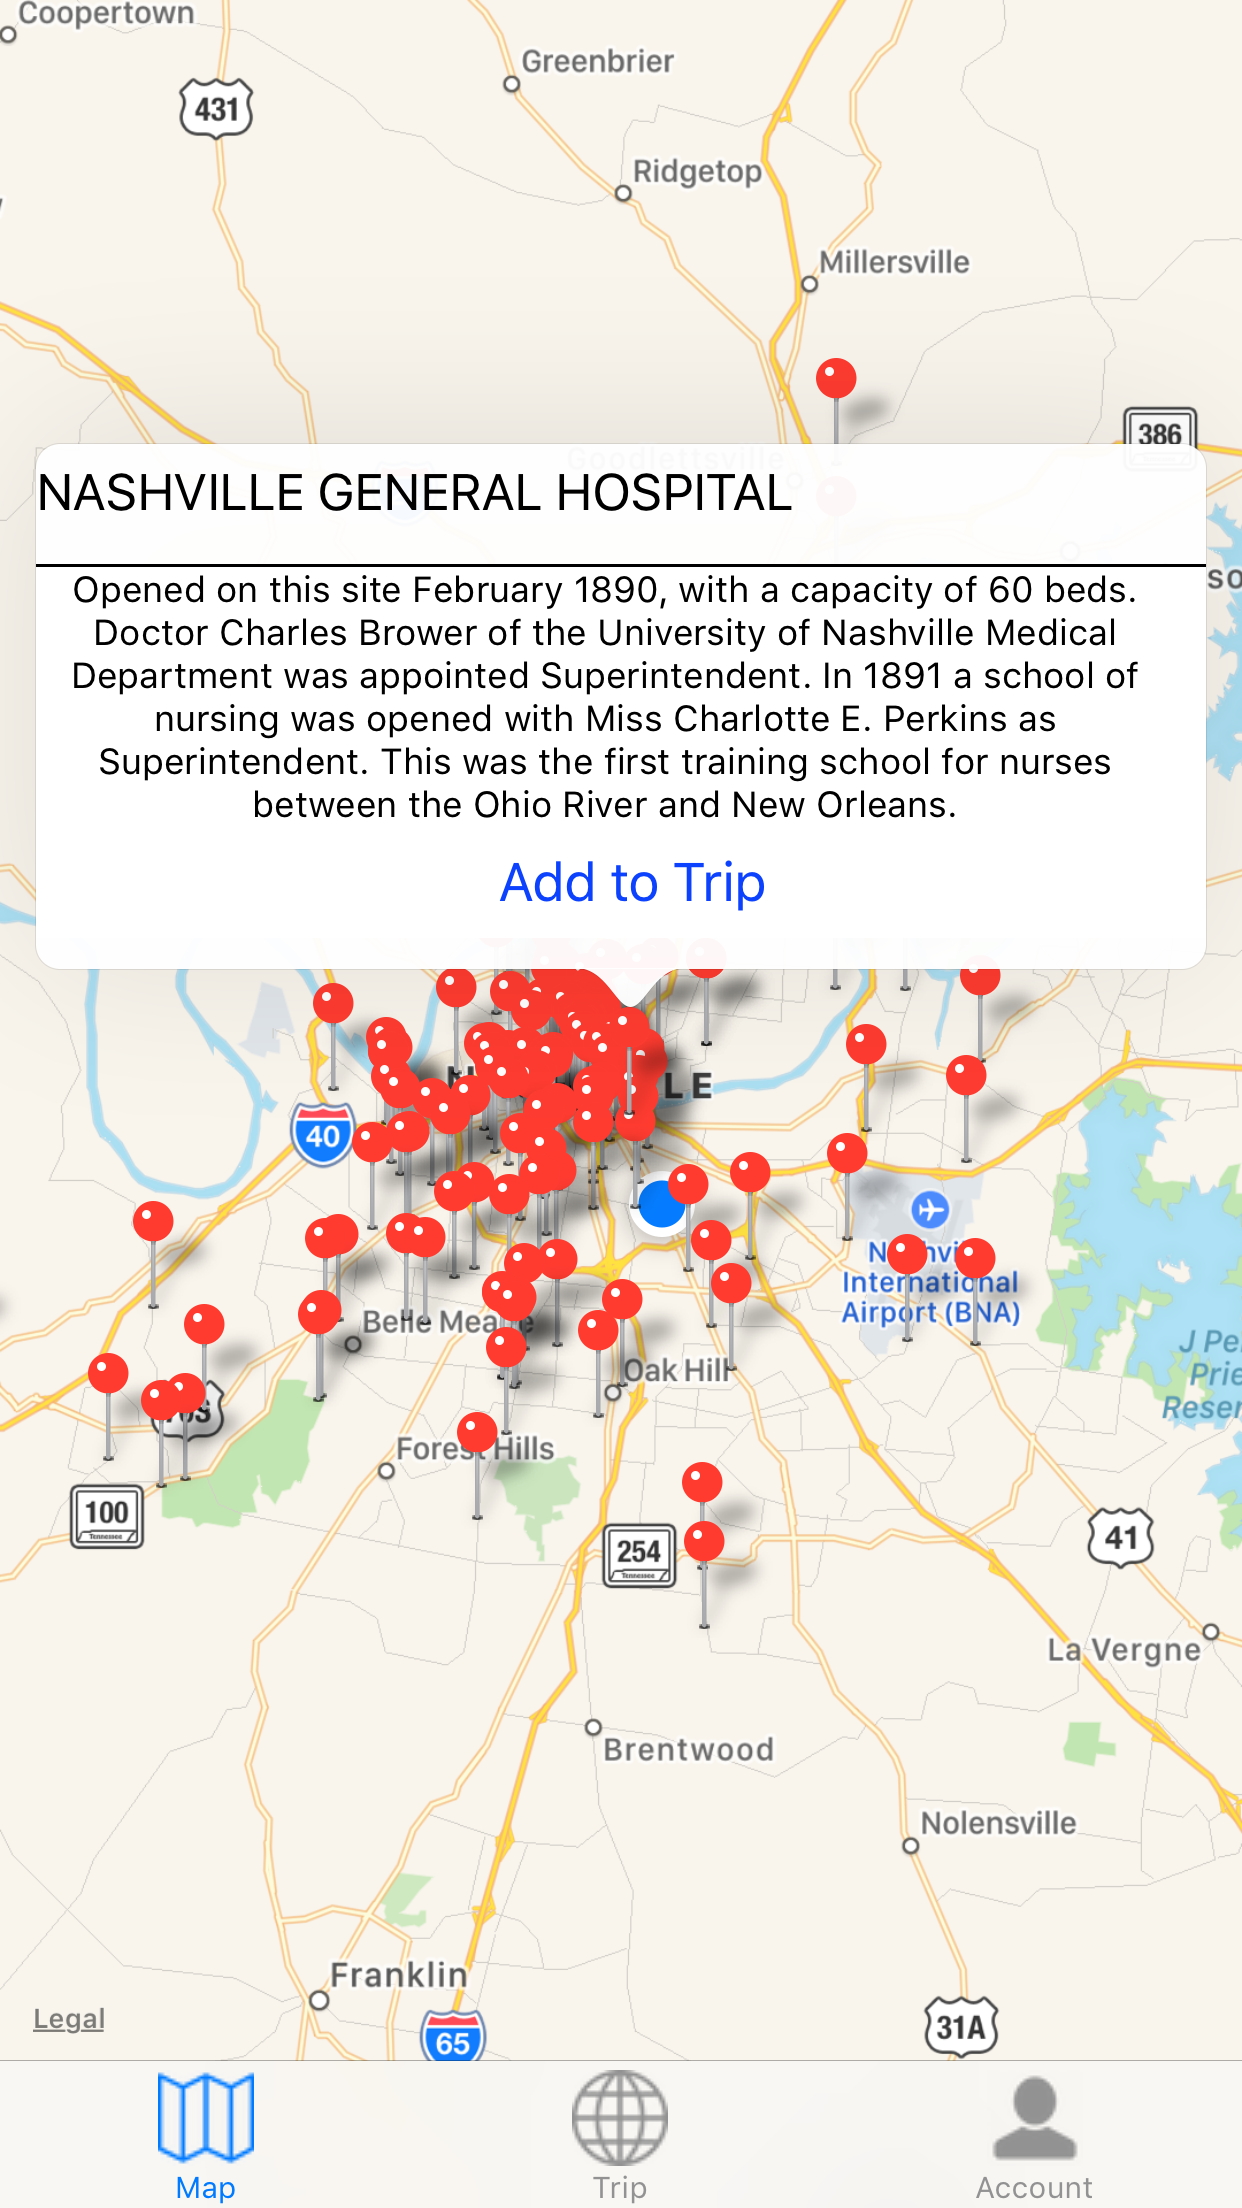 Coopertown
Greenbrier
431
Ridgetop
Millersville
386
Goodlettsville
NASHVILLE GENERAL HOSPITAL
Opened on this site February 1890, with a capacity of 60 beds.
Doctor Charles Brower of the University of Nashville Medical
Department was appointed Superintendent. In 1891 a school of
nursing was opened with Miss Charlotte E. Perkins as
Superintendent. This was the first training school for nurses
between the Ohio River and New Orleans.
Add to Trip
LE
40
International
Airport (BNA)
Belle Meade
Oak Hill
J Pe
Prie
Reser
Forest Hills
100
Tennessee
254
Tennessee
41
La Vergne
Brentwood
Nolensville
Franklin
Legal
65
31A
Map
Trip
Account